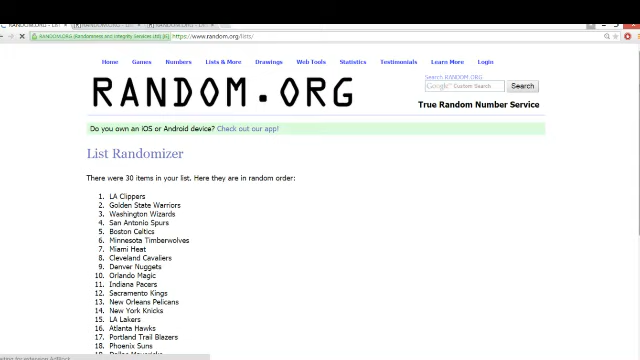 RANDOM.ORG (Randomness and Integrity Services Ltd) [IE] https://www.random.org/lists/
Home Games Numbers Lists & More Drawings Web Tools Statistics Testimonials Learn More Login
Search RANDOM.ORG
Google™ Custom Search Search
RANDOM.ORG
True Random Number Service
Do you own an iOS or Android device? Check out our app!
List Randomizer
There were 30 items in your list. Here they are in random order:
1. LA Clippers
2. Golden State Warriors
3. Washington Wizards
4. San Antonio Spurs
5. Boston Celtics
6. Minnesota Timberwolves
7. Miami Heat
8. Cleveland Cavaliers
9. Denver Nuggets
10. Orlando Magic
11. Indiana Pacers
12. Sacramento Kings
13. New Orleans Pelicans
14. New York Knicks
15. LA Lakers
16. Atlanta Hawks
17. Portland Trail Blazers
18. Phoenix Suns
19. Dallas Mavericks